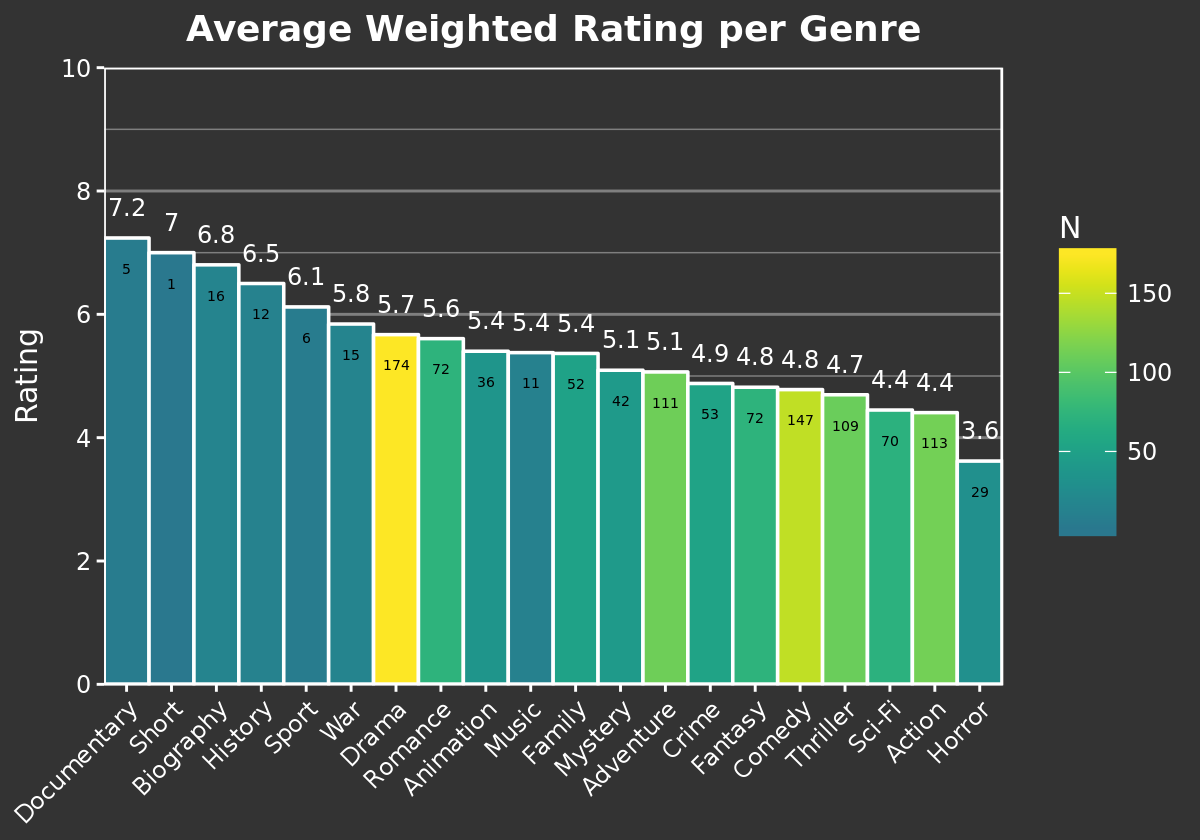 Average Weighted Rating per Genre
10
8
6
4
2
0
Rating
7.2
7
6.8
6.5
6.1
5.8
5.7
5.6
5.4
5.4
5.4
5.1
5.1
4.9
4.8
4.8
4.7
4.4
4.4
3.6
5
1
16
12
6
15
174
72
36
11
52
42
111
53
72
147
109
70
113
29
Documentary
Short
Biography
History
Sport
War
Drama
Romance
Animation
Music
Family
Mystery
Adventure
Crime
Fantasy
Comedy
Thriller
Sci-Fi
Action
Horror
N
150
100
50